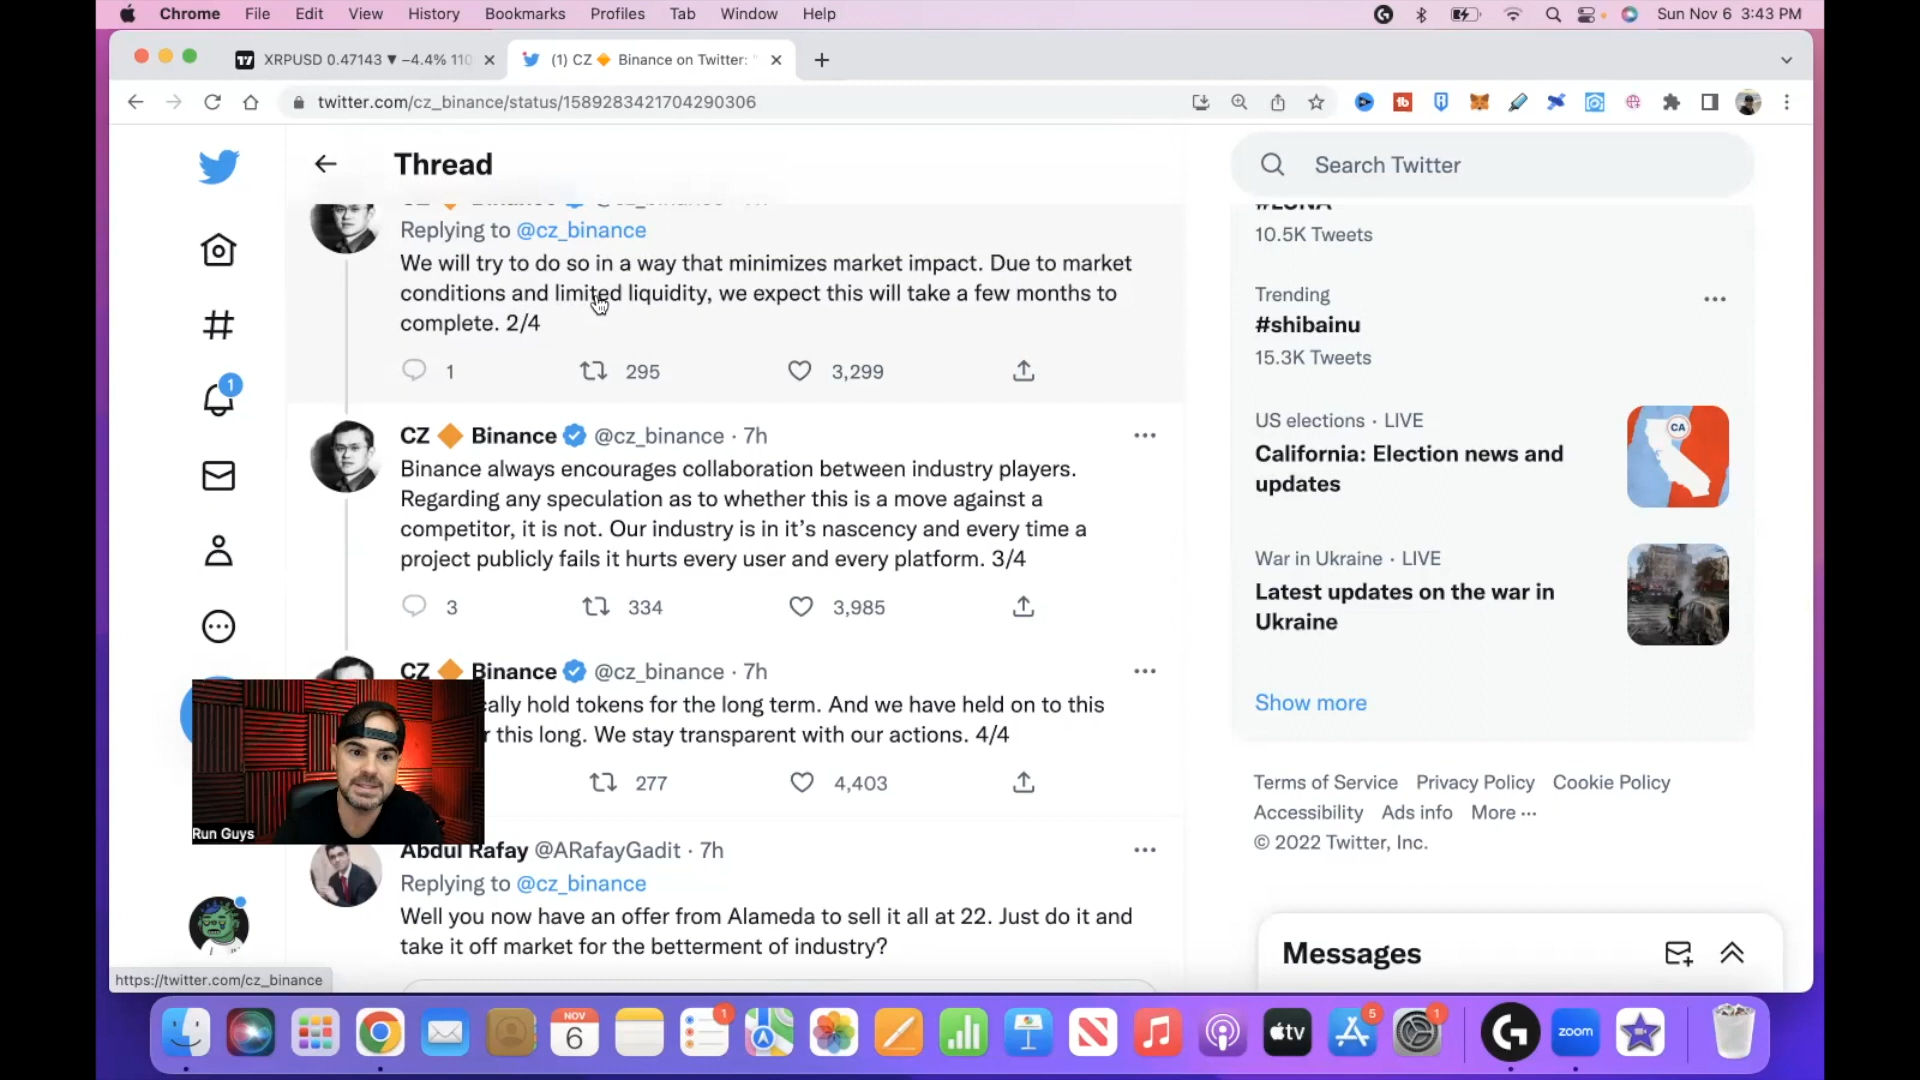 Chrome File Edit View History Bookmarks Profiles Tab Window Help Sun Nov 6 3:43 PM
XRPUSD 0.47143 ▼ −4.4% 110
(1) CZ 🔶 Binance on Twitter: "
twitter.com/cz_binance/status/1589283421704290306
Thread
Search Twitter
Replying to @cz_binance
We will try to do so in a way that minimizes market impact. Due to market
conditions and limited liquidity, we expect this will take a few months to
complete. 2/4
1 295 3,299
CZ 🔶 Binance @cz_binance · 7h
Binance always encourages collaboration between industry players.
Regarding any speculation as to whether this is a move against a
competitor, it is not. Our industry is in it's nascency and every time a
project publicly fails it hurts every user and every platform. 3/4
3 334 3,985
CZ 🔶 Binance @cz_binance · 7h
cally hold tokens for the long term. And we have held on to this
r this long. We stay transparent with our actions. 4/4
277 4,403
Abdul Rafay @ARafayGadit · 7h
Replying to @cz_binance
Well you now have an offer from Alameda to sell it all at 22. Just do it and
take it off market for the betterment of industry?
#LUNA
10.5K Tweets
Trending
#shibainu
15.3K Tweets
US elections · LIVE
California: Election news and
updates
CA
War in Ukraine · LIVE
Latest updates on the war in
Ukraine
Show more
Terms of Service Privacy Policy Cookie Policy
Accessibility Ads info More ···
© 2022 Twitter, Inc.
Messages
1
Run Guys
https://twitter.com/cz_binance
NOV
6
1
tv
5
1
zoom